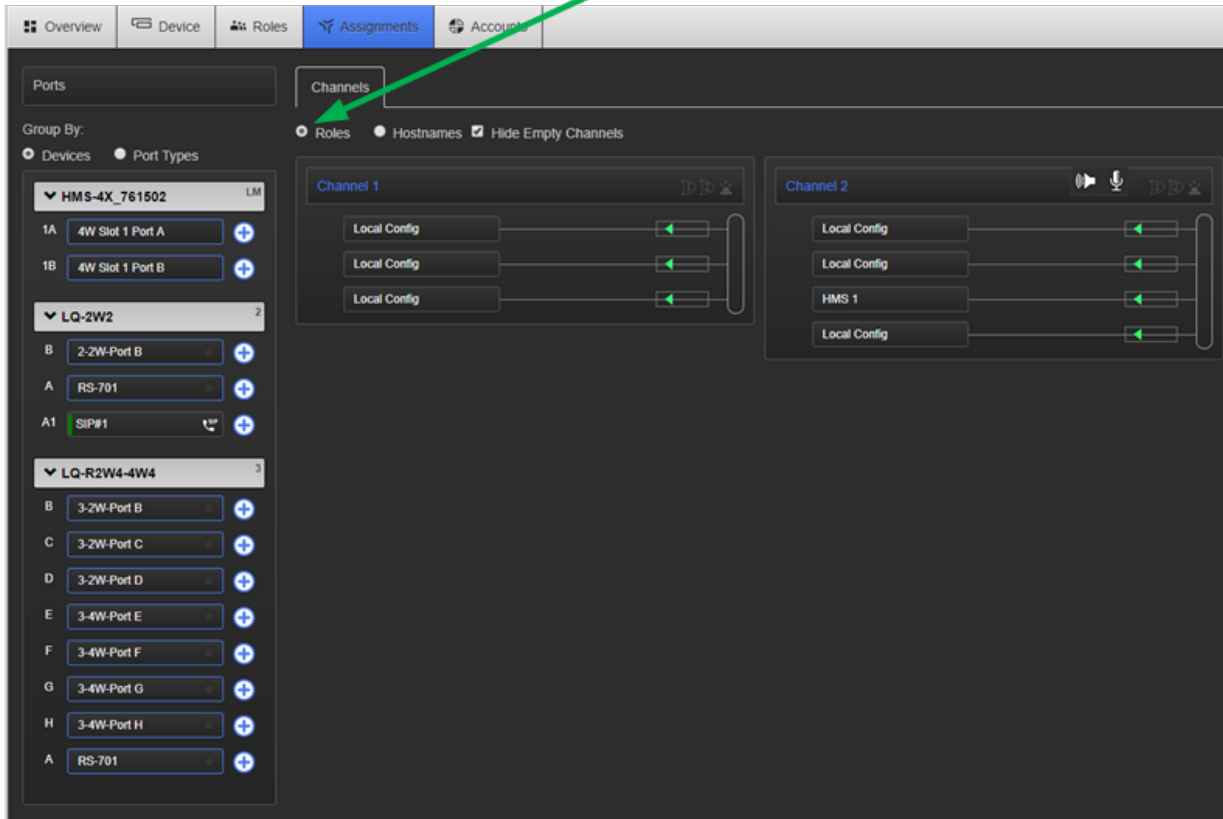 Overview Device Roles Assignments Accounts
Ports
Group By:
Devices Port Types
HMS-4X_761502 LM
1A 4W Slot 1 Port A
1B 4W Slot 1 Port B
LQ-2W2 2
B 2-2W-Port B
A RS-701
A1 SIP#1
LQ-R2W4-4W4 3
B 3-2W-Port B
C 3-2W-Port C
D 3-2W-Port D
E 3-4W-Port E
F 3-4W-Port F
G 3-4W-Port G
H 3-4W-Port H
A RS-701
Channels
Roles Hostnames Hide Empty Channels
Channel 1
Local Config
Local Config
Local Config
Channel 2
Local Config
Local Config
HMS 1
Local Config